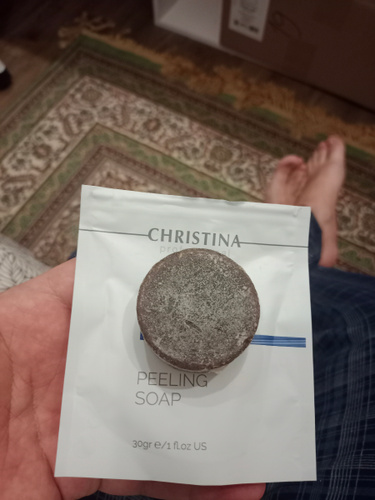 CHRISTINA
PEELING
SOAP
30gr ℮/1 fl.oz.US